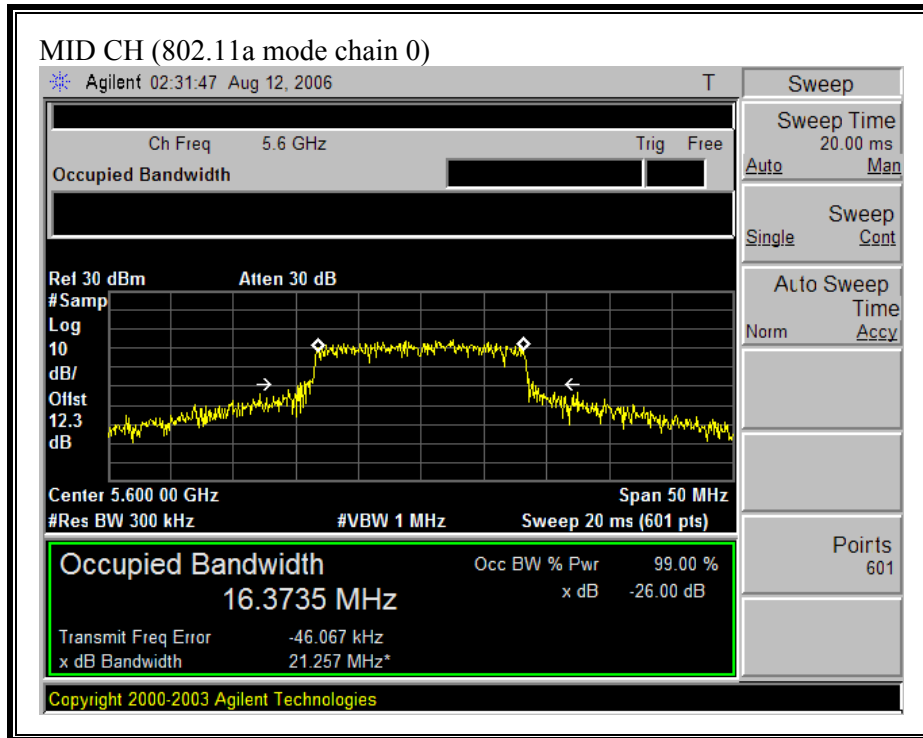 MID CH (802.11a mode chain 0)
Agilent 02:31:47 Aug 12, 2006 T
Ch Freq 5.6 GHz Trig Free
Occupied Bandwidth
Ref 30 dBm Atten 30 dB
#Samp
Log
10
dB/
Offst
12.3
dB
Center 5.600 00 GHz Span 50 MHz
#Res BW 300 kHz #VBW 1 MHz Sweep 20 ms (601 pts)
Occupied Bandwidth Occ BW % Pwr 99.00 %
16.3735 MHz x dB -26.00 dB
Transmit Freq Error -46.067 kHz
x dB Bandwidth 21.257 MHz*
Copyright 2000-2003 Agilent Technologies
Sweep
Sweep Time
20.00 ms
Auto Man
Sweep
Single Cont
Auto Sweep
Time
Norm Accy
Points
601